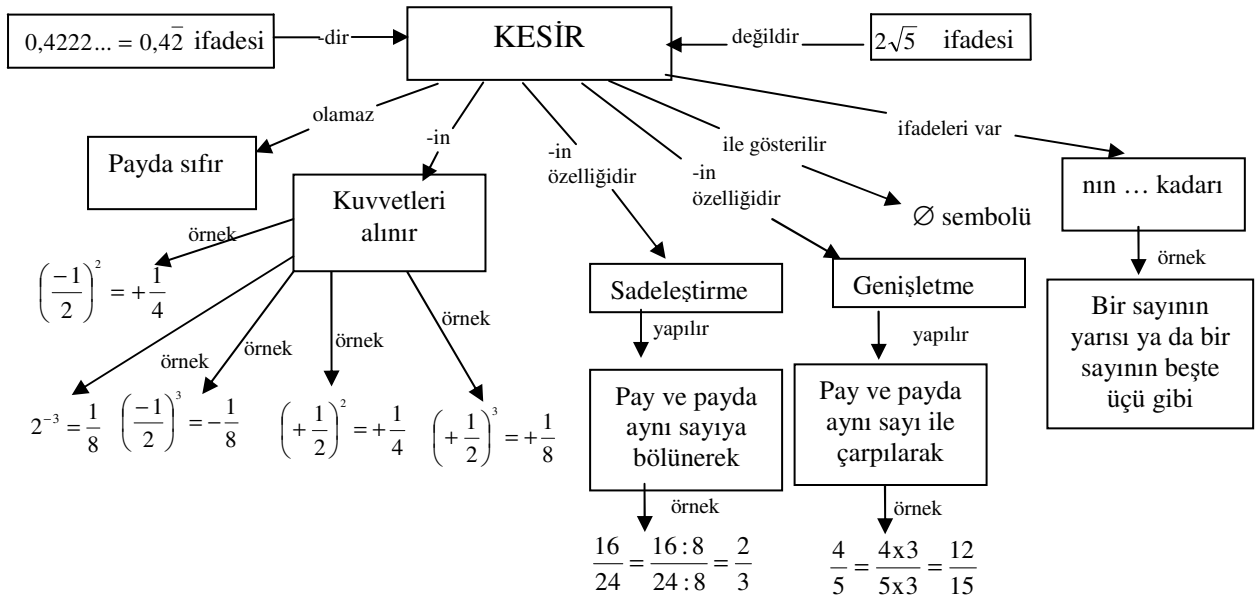 0,4222... = 0,42̅ ifadesi
-dir
KESİR
değildir
2√5 ifadesi
olamaz
-in
-in
özelliğidir
-in
özelliğidir
ile gösterilir
ifadeleri var
Payda sıfır
Kuvvetleri
alınır
∅ sembolü
nın … kadarı
örnek
(-1/2)² = +1/4
örnek
2⁻³ = 1/8
örnek
(-1/2)³ = -1/8
örnek
(+1/2)² = +1/4
örnek
(+1/2)³ = +1/8
Sadeleştirme
yapılır
Pay ve payda
aynı sayıya
bölünerek
örnek
16/24 = 16:8/24:8 = 2/3
Genişletme
yapılır
Pay ve payda
aynı sayı ile
çarpılarak
örnek
4/5 = 4x3/5x3 = 12/15
Bir sayının
yarısı ya da bir
sayının beşte
üçü gibi